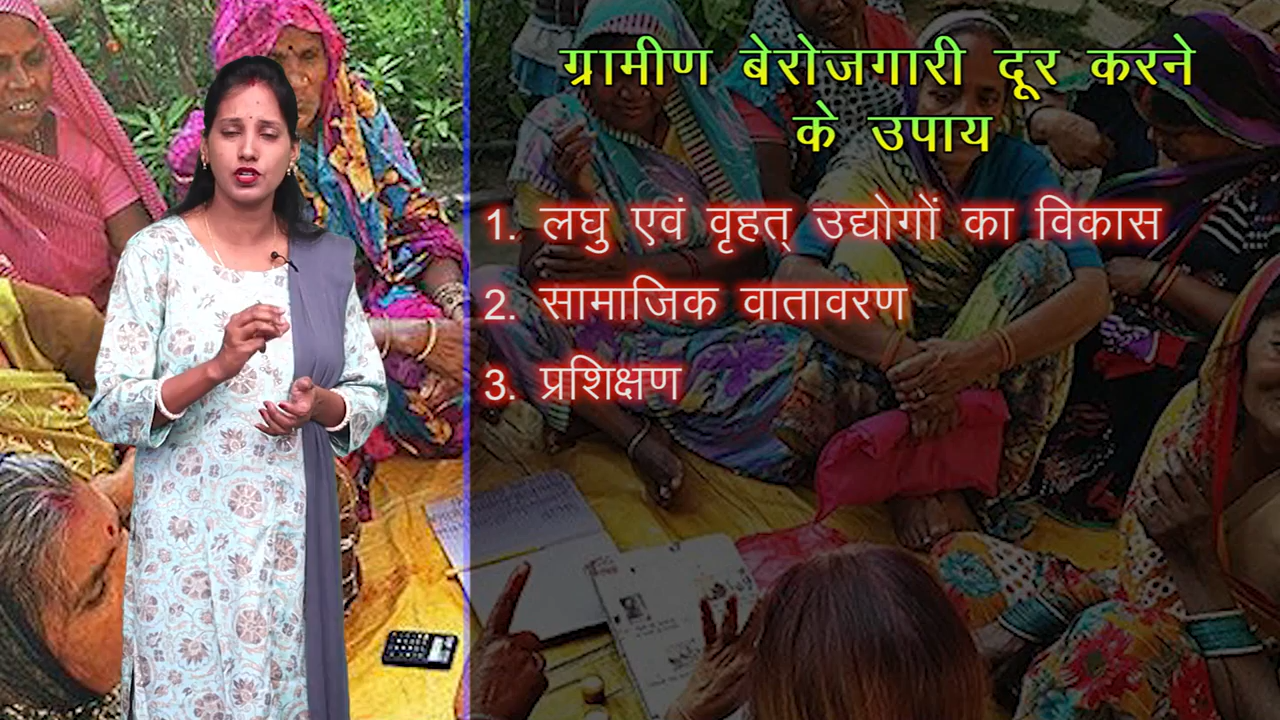 ग्रामीण बेरोजगारी दूर करने
के उपाय
1. लघु एवं वृहत् उद्योगों का विकास
2. सामाजिक वातावरण
3. प्रशिक्षण